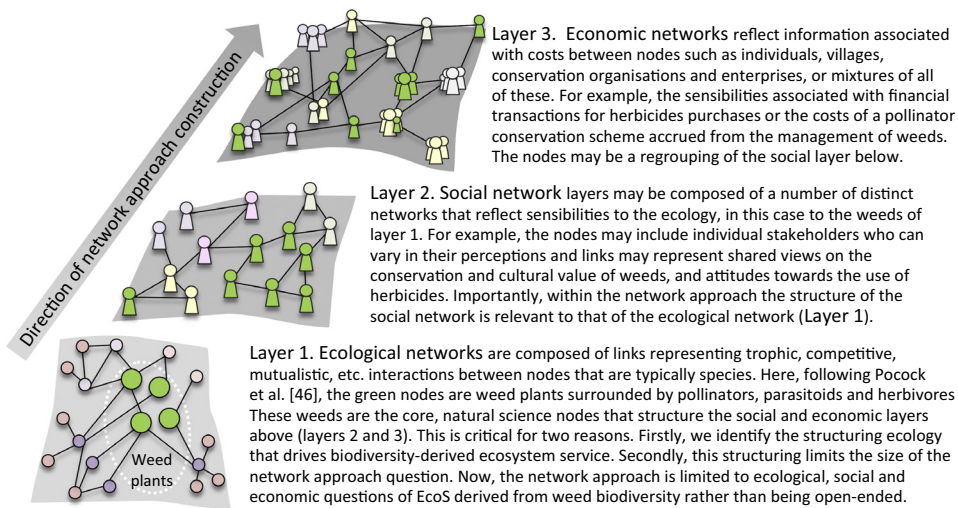 Direction of network approach construction
Layer 3. Economic networks reflect information associated
with costs between nodes such as individuals, villages,
conservation organisations and enterprises, or mixtures of all
of these. For example, the sensibilities associated with financial
transactions for herbicides purchases or the costs of a pollinator
conservation scheme accrued from the management of weeds.
The nodes may be a regrouping of the social layer below.
Layer 2. Social network layers may be composed of a number of distinct
networks that reflect sensibilities to the ecology, in this case to the weeds of
layer 1. For example, the nodes may include individual stakeholders who can
vary in their perceptions and links may represent shared views on the
conservation and cultural value of weeds, and attitudes towards the use of
herbicides. Importantly, within the network approach the structure of the
social network is relevant to that of the ecological network (Layer 1).
Layer 1. Ecological networks are composed of links representing trophic, competitive,
mutualistic, etc. interactions between nodes that are typically species. Here, following Pocock
et al. [46], the green nodes are weed plants surrounded by pollinators, parasitoids and herbivores
These weeds are the core, natural science nodes that structure the social and economic layers
above (layers 2 and 3). This is critical for two reasons. Firstly, we identify the structuring ecology
that drives biodiversity-derived ecosystem service. Secondly, this structuring limits the size of the
network approach question. Now, the network approach is limited to ecological, social and
economic questions of EcoS derived from weed biodiversity rather than being open-ended.
Weed
plants